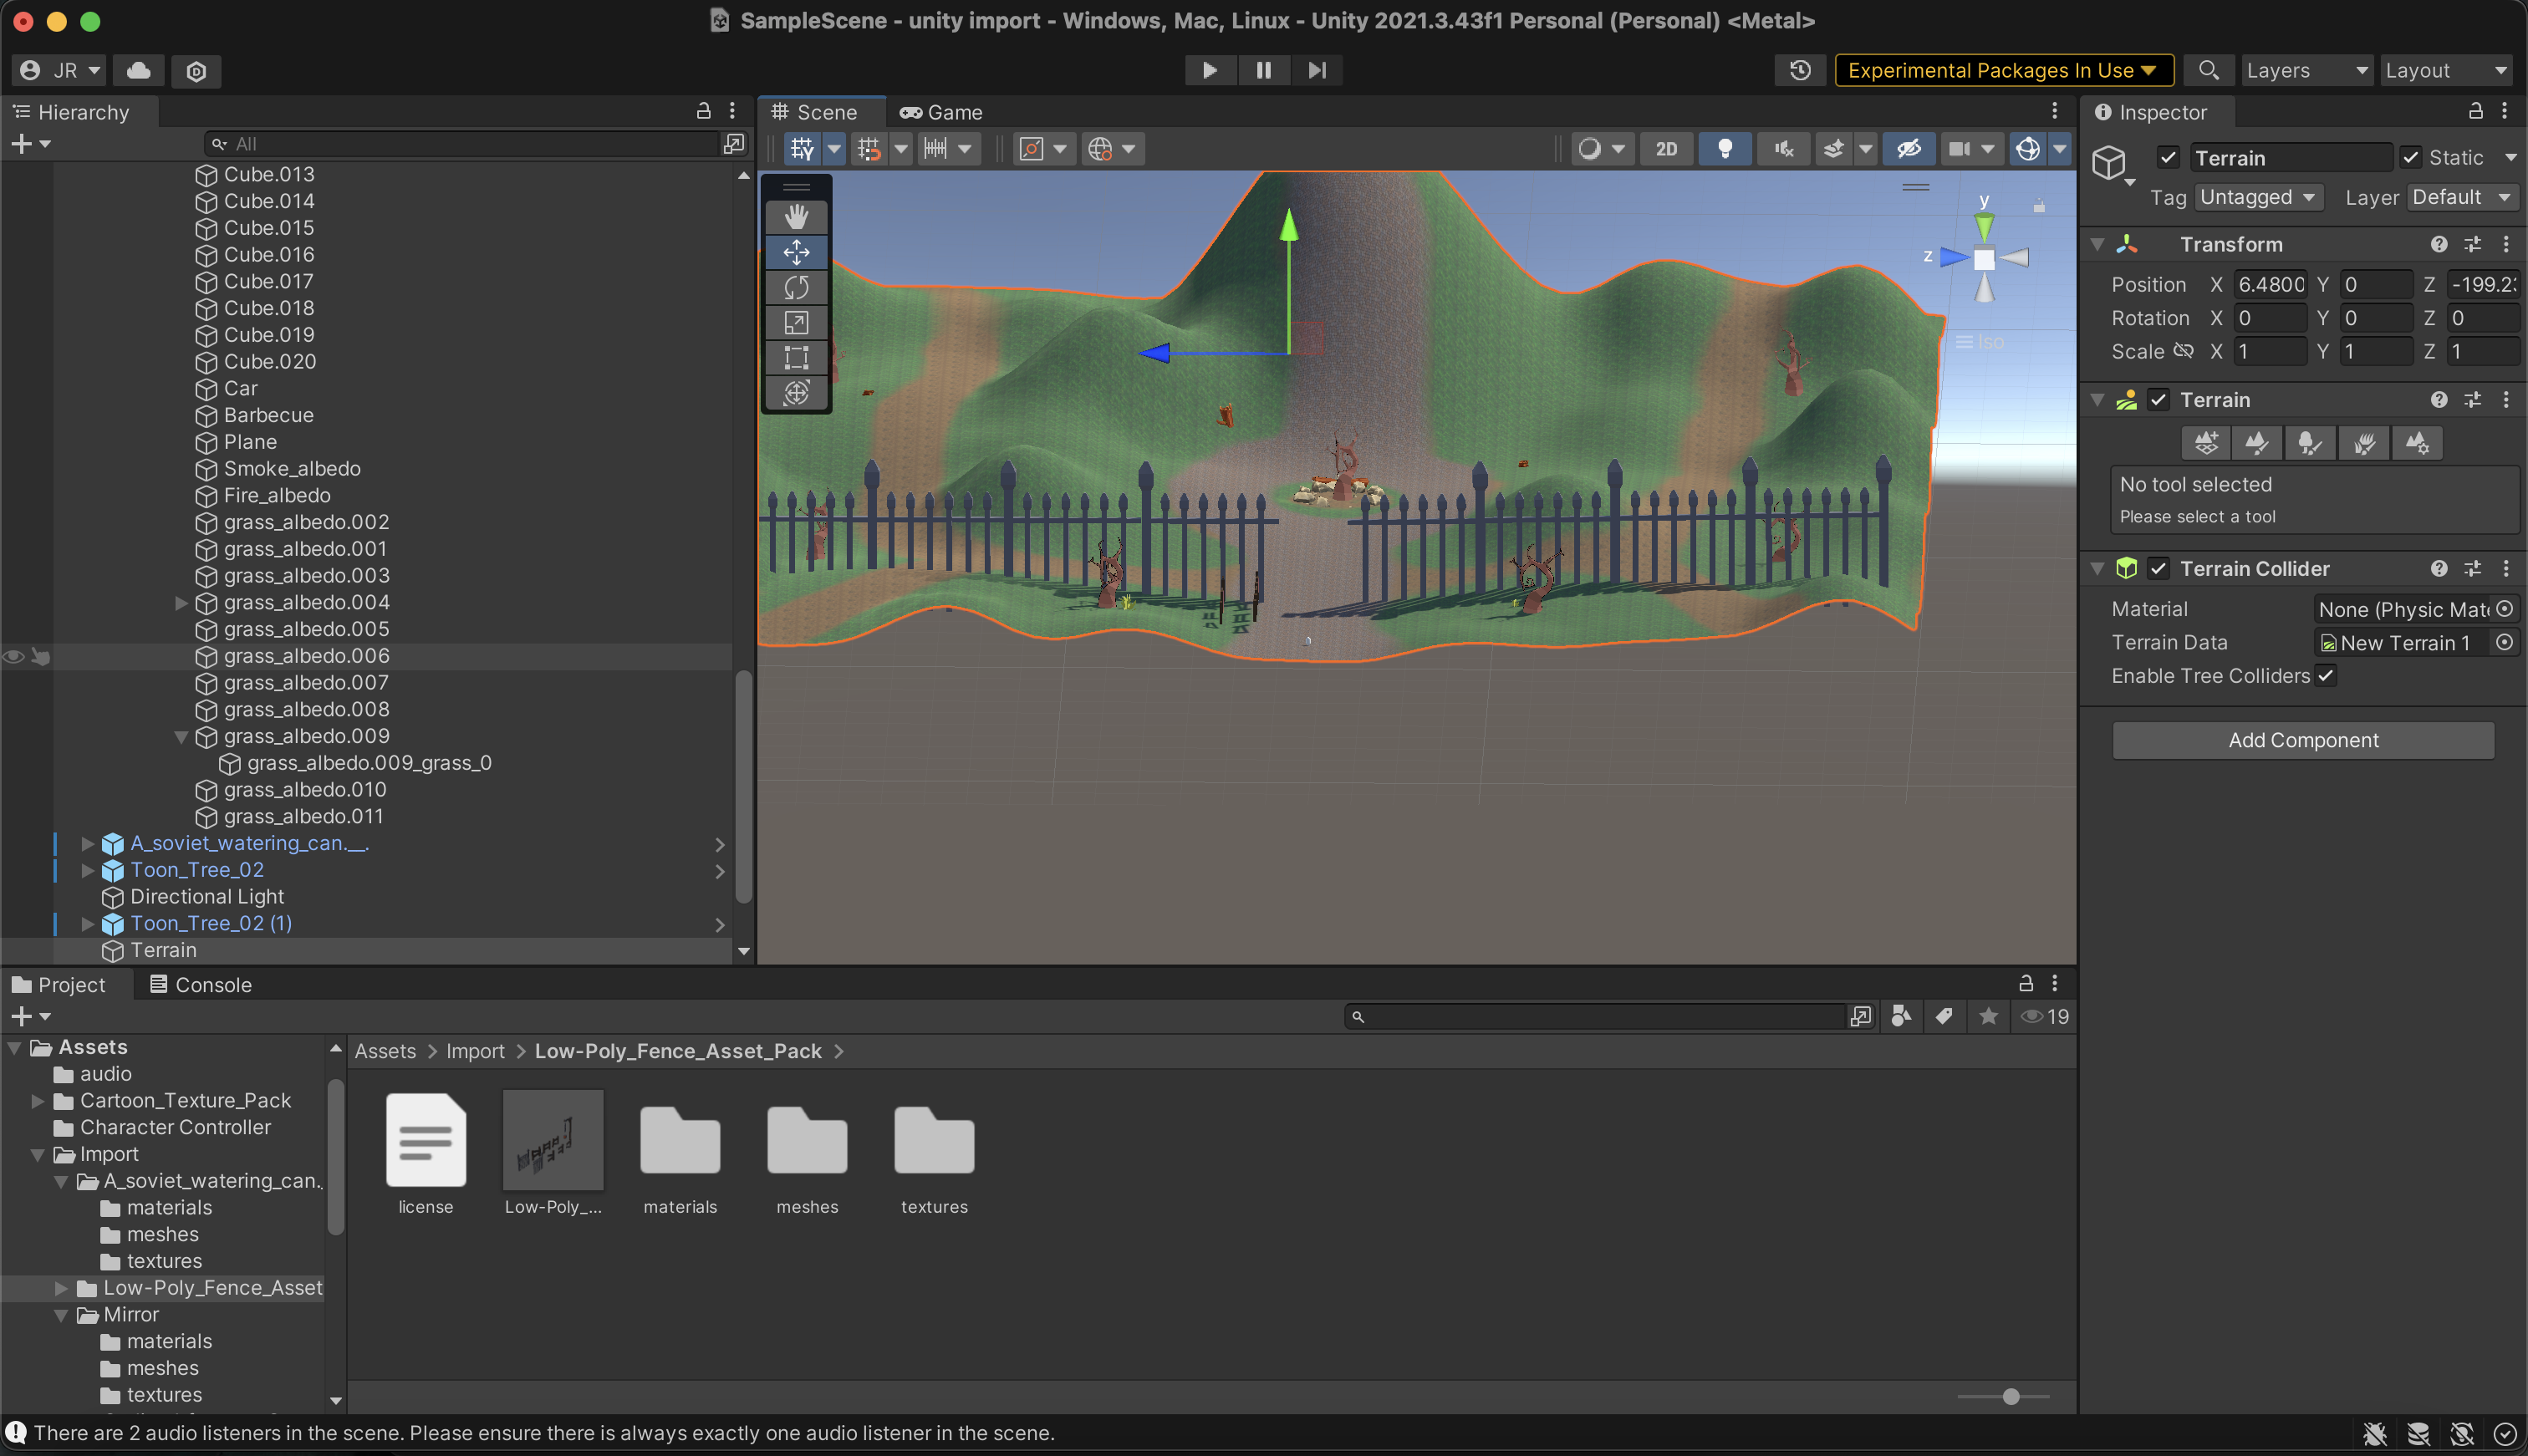 SampleScene - unity import - Windows, Mac, Linux - Unity 2021.3.43f1 Personal (Personal) <Metal>
JR
Experimental Packages In Use
Layers
Layout
Hierarchy
All
Cube.013
Cube.014
Cube.015
Cube.016
Cube.017
Cube.018
Cube.019
Cube.020
Car
Barbecue
Plane
Smoke_albedo
Fire_albedo
grass_albedo.002
grass_albedo.001
grass_albedo.003
grass_albedo.004
grass_albedo.005
grass_albedo.006
grass_albedo.007
grass_albedo.008
grass_albedo.009
grass_albedo.009_grass_0
grass_albedo.010
grass_albedo.011
A_soviet_watering_can.__.
Toon_Tree_02
Directional Light
Toon_Tree_02 (1)
Terrain
Scene
Game
2D
y
z
Iso
Inspector
Terrain
Static
Tag Untagged Layer Default
Transform
Position X 6.4800 Y 0 Z -199.2
Rotation X 0 Y 0 Z 0
Scale X 1 Y 1 Z 1
Terrain
No tool selected
Please select a tool
Terrain Collider
Material None (Physic Mat
Terrain Data New Terrain 1
Enable Tree Colliders
Add Component
Project
Console
19
Assets
audio
Cartoon_Texture_Pack
Character Controller
Import
A_soviet_watering_can.
materials
meshes
textures
Low-Poly_Fence_Asset
Mirror
materials
meshes
textures
Assets > Import > Low-Poly_Fence_Asset_Pack >
license
Low-Poly_...
materials
meshes
textures
There are 2 audio listeners in the scene. Please ensure there is always exactly one audio listener in the scene.